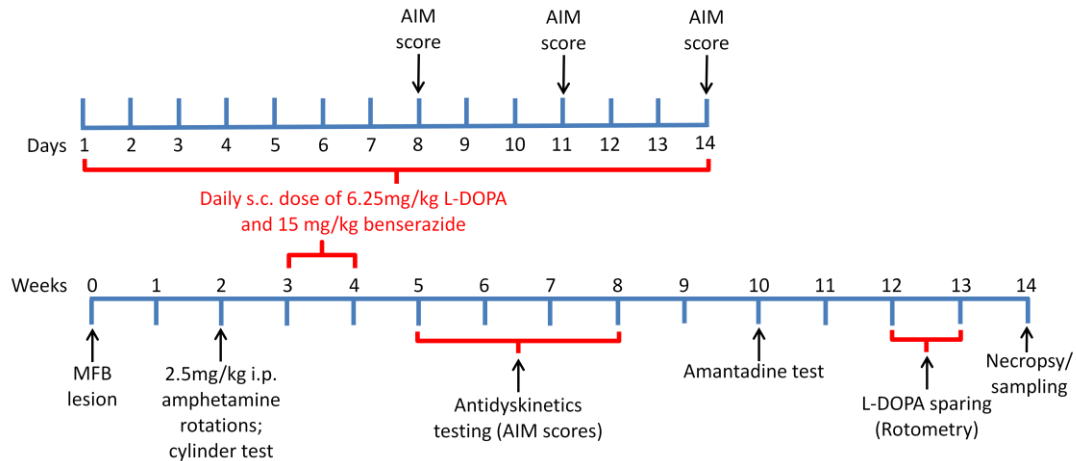 AIM
score
AIM
score
AIM
score
Days 1 2 3 4 5 6 7 8 9 10 11 12 13 14
Daily s.c. dose of 6.25mg/kg L-DOPA
and 15 mg/kg benserazide
Weeks 0 1 2 3 4 5 6 7 8 9 10 11 12 13 14
MFB
lesion
2.5mg/kg i.p.
amphetamine
rotations;
cylinder test
Antidyskinetics
testing (AIM scores)
Amantadine test
L-DOPA sparing
(Rotometry)
Necropsy/
sampling